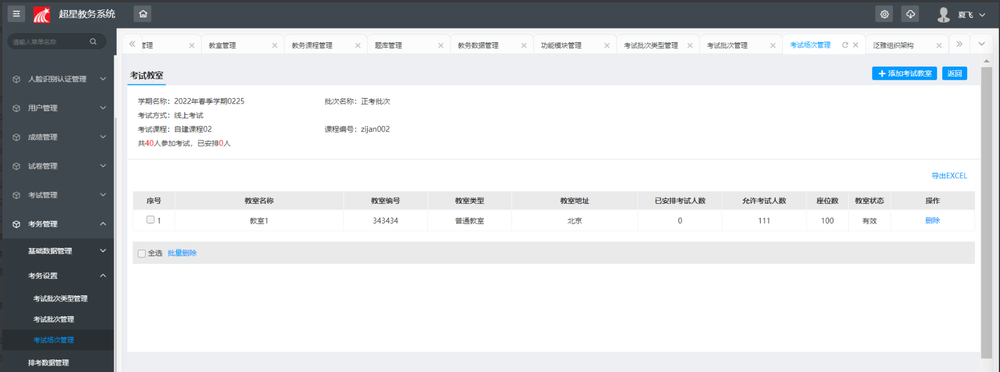 超星教务系统
夏飞
请输入菜单名称
人脸识别认证管理
用户管理
成绩管理
试卷管理
考试管理
考务管理
基础数据管理
考务设置
考试批次类型管理
考试批次管理
考试场次管理
排考数据管理
管理 教室管理 教务课程管理 题库管理 教务数据管理 功能模块管理 考试批次类型管理 考试批次管理 考试场次管理 泛雅组织架构
考试教室
添加考试教室 返回
学期名称：2022年春季学期0225 批次名称：正考批次
考试方式：线上考试
考试课程：自建课程02 课程编号：zijan002
共40人参加考试，已安排0人
导出EXCEL
序号 教室名称 教室编号 教室类型 教室地址 已安排考试人数 允许考试人数 座位数 教室状态 操作
1 教室1 343434 普通教室 北京 0 111 100 有效 删除
全选 批量删除